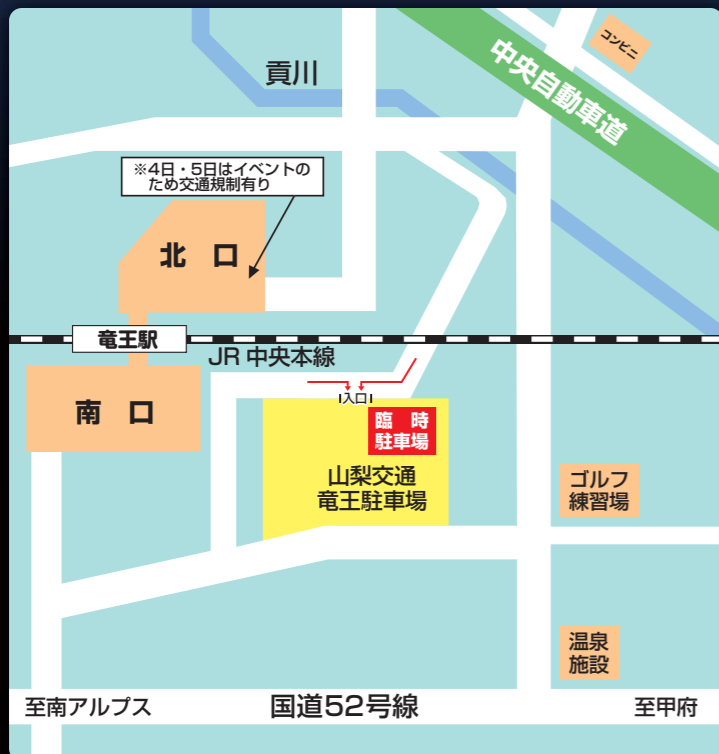 コンビニ
貢川
中央自動車道
※4日・5日はイベントの
ため交通規制有り
北 口
竜王駅
JR 中央本線
入口
南 口
臨 時
駐車場
山梨交通
竜王駐車場
ゴルフ
練習場
温泉
施設
至南アルプス
国道52号線
至甲府